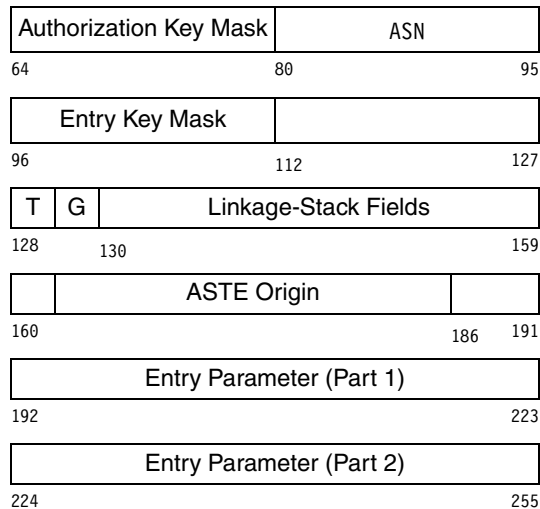 Authorization Key Mask ASN
64 80 95
Entry Key Mask
96 112 127
T G Linkage-Stack Fields
128 130 159
ASTE Origin
160 186 191
Entry Parameter (Part 1)
192 223
Entry Parameter (Part 2)
224 255